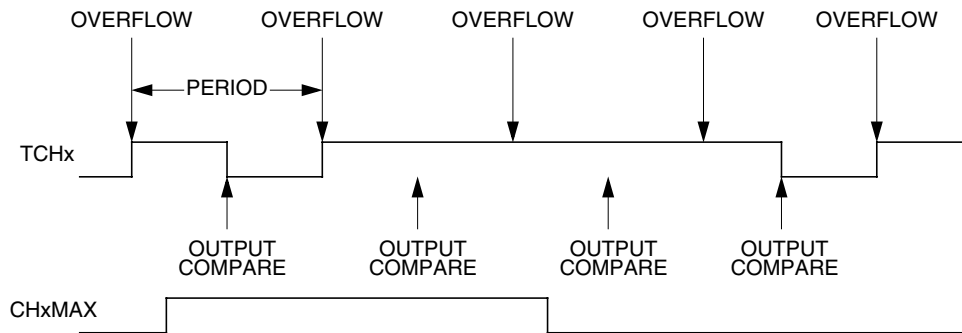 OVERFLOW OVERFLOW OVERFLOW OVERFLOW OVERFLOW
PERIOD
TCHx
OUTPUT COMPARE
OUTPUT COMPARE
OUTPUT COMPARE
OUTPUT COMPARE
CHxMAX